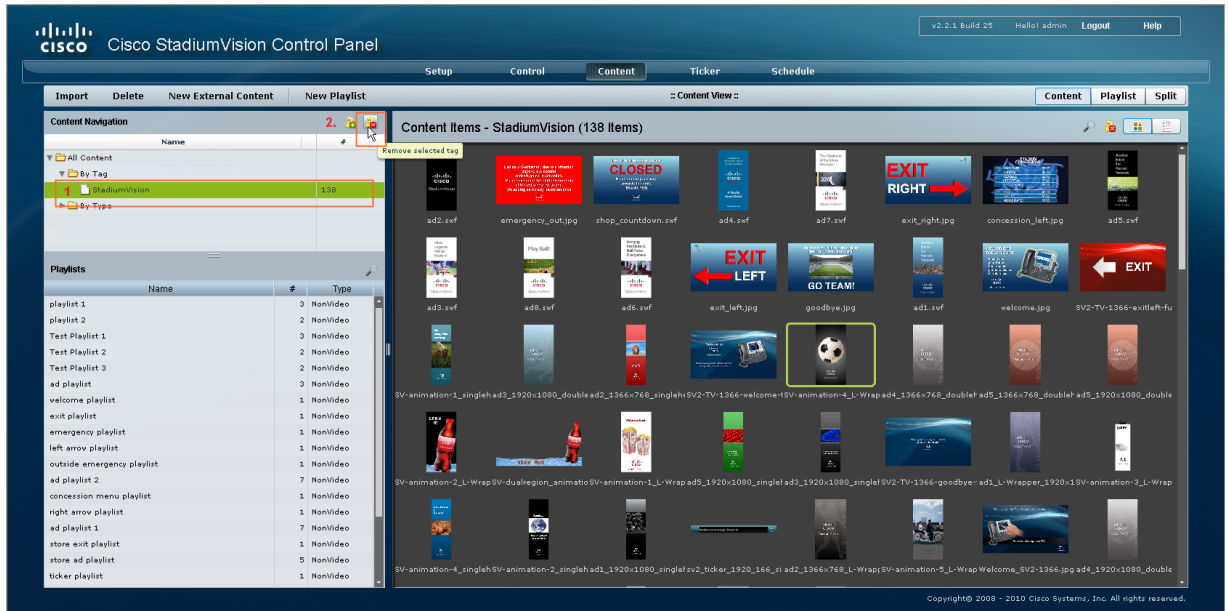 v2.2.1 Build 25 Hello! admin Logout Help
CISCO Cisco StadiumVision Control Panel
Setup Control Content Ticker Schedule
Import Delete New External Content New Playlist :: Content View :: Content Playlist Split
Content Navigation 2.
Name #
Remove selected tag
All Content
By Tag
1 StadiumVision 138
By Type
Playlists
Name # Type
playlist 1 3 NonVideo
playlist 2 2 NonVideo
Test Playlist 1 3 NonVideo
Test Playlist 2 2 NonVideo
Test Playlist 3 2 NonVideo
ad playlist 3 NonVideo
welcome playlist 1 NonVideo
exit playlist 1 NonVideo
emergency playlist 1 NonVideo
left arrow playlist 1 NonVideo
outside emergency playlist 1 NonVideo
ad playlist 2 7 NonVideo
concession menu playlist 1 NonVideo
right arrow playlist 1 NonVideo
ad playlist 1 7 NonVideo
store exit playlist 1 NonVideo
store ad playlist 5 NonVideo
ticker playlist 1 NonVideo
Content Items - StadiumVision (138 Items)
CLOSED
EXIT
RIGHT
ad2.swf emergency_out.jpg shop_countdown.swf ad4.swf ad7.swf exit_right.jpg concession_left.jpg ad5.swf
Play Ball
EXIT
LEFT
GO TEAM!
EXIT
ad3.swf ad8.swf ad6.swf exit_left.jpg goodbye.jpg ad1.swf welcome.jpg SV2-TV-1366-exitleft-fu
SV-animation-1_singleh ad3_1920x1080_double ad2_1366x768_singleh SV2-TV-1366-welcome-f SV-animation-4_L-Wrap ad4_1366x768_doubleh ad5_1366x768_doubleh ad5_1920x1080_double
SV-animation-2_L-Wrap SV-dualregion_animatio SV-animation-1_L-Wrap ad5_1920x1080_singlef ad3_1920x1080_singlef SV2-TV-1366-goodbye- ad1_L-Wrapper_1920x1 SV-animation-3_L-Wrap
SV-animation-4_singleh SV-animation-2_singleh ad1_1920x1080_singlef sv2_ticker_1920_166_si ad2_1366x768_L-Wrap SV-animation-5_L-Wrap Welcome_SV2-1366.jpg ad4_1920x1080_double
Copyright© 2008 - 2010 Cisco Systems, Inc. All rights reserved.